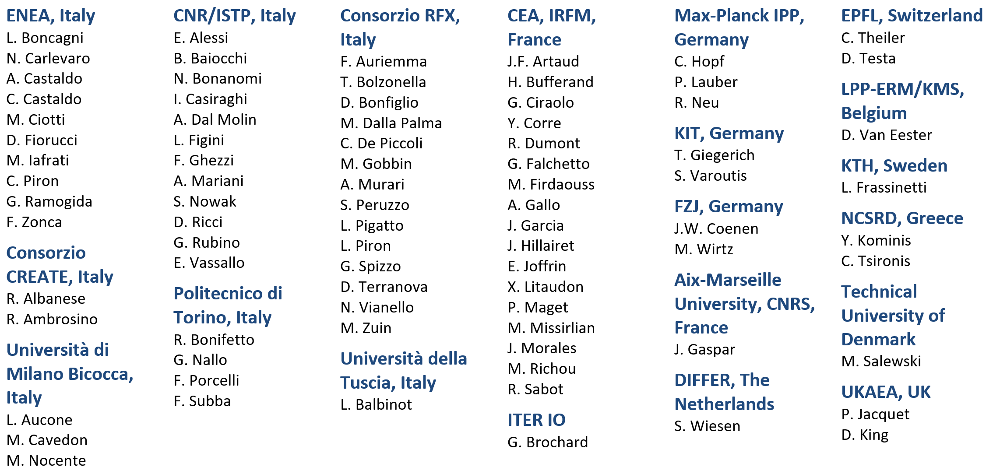 ENEA, Italy
L. Boncagni
N. Carlevaro
A. Castaldo
C. Castaldo
M. Ciotti
D. Fiorucci
M. Iafrati
C. Piron
G. Ramogida
F. Zonca
Consorzio
CREATE, Italy
R. Albanese
R. Ambrosino
Università di
Milano Bicocca,
Italy
L. Aucone
M. Cavedon
M. Nocente
CNR/ISTP, Italy
E. Alessi
B. Baiocchi
N. Bonanomi
I. Casiraghi
A. Dal Molin
L. Figini
F. Ghezzi
A. Mariani
S. Nowak
D. Ricci
G. Rubino
E. Vassallo
Politecnico di
Torino, Italy
R. Bonifetto
G. Nallo
F. Porcelli
F. Subba
Consorzio RFX,
Italy
F. Auriemma
T. Bolzonella
D. Bonfiglio
M. Dalla Palma
C. De Piccoli
M. Gobbin
A. Murari
S. Peruzzo
L. Pigatto
L. Piron
G. Spizzo
D. Terranova
N. Vianello
M. Zuin
Università della
Tuscia, Italy
L. Balbinot
CEA, IRFM,
France
J.F. Artaud
H. Bufferand
G. Ciraolo
Y. Corre
R. Dumont
G. Falchetto
M. Firdaouss
A. Gallo
J. Garcia
J. Hillairet
E. Joffrin
X. Litaudon
P. Maget
M. Missirlian
J. Morales
M. Richou
R. Sabot
ITER IO
G. Brochard
Max-Planck IPP,
Germany
C. Hopf
P. Lauber
R. Neu
KIT, Germany
T. Giegerich
S. Varoutis
FZJ, Germany
J.W. Coenen
M. Wirtz
Aix-Marseille
University, CNRS,
France
J. Gaspar
DIFFER, The
Netherlands
S. Wiesen
EPFL, Switzerland
C. Theiler
D. Testa
LPP-ERM/KMS,
Belgium
D. Van Eester
KTH, Sweden
L. Frassinetti
NCSRD, Greece
Y. Kominis
C. Tsironis
Technical
University of
Denmark
M. Salewski
UKAEA, UK
P. Jacquet
D. King